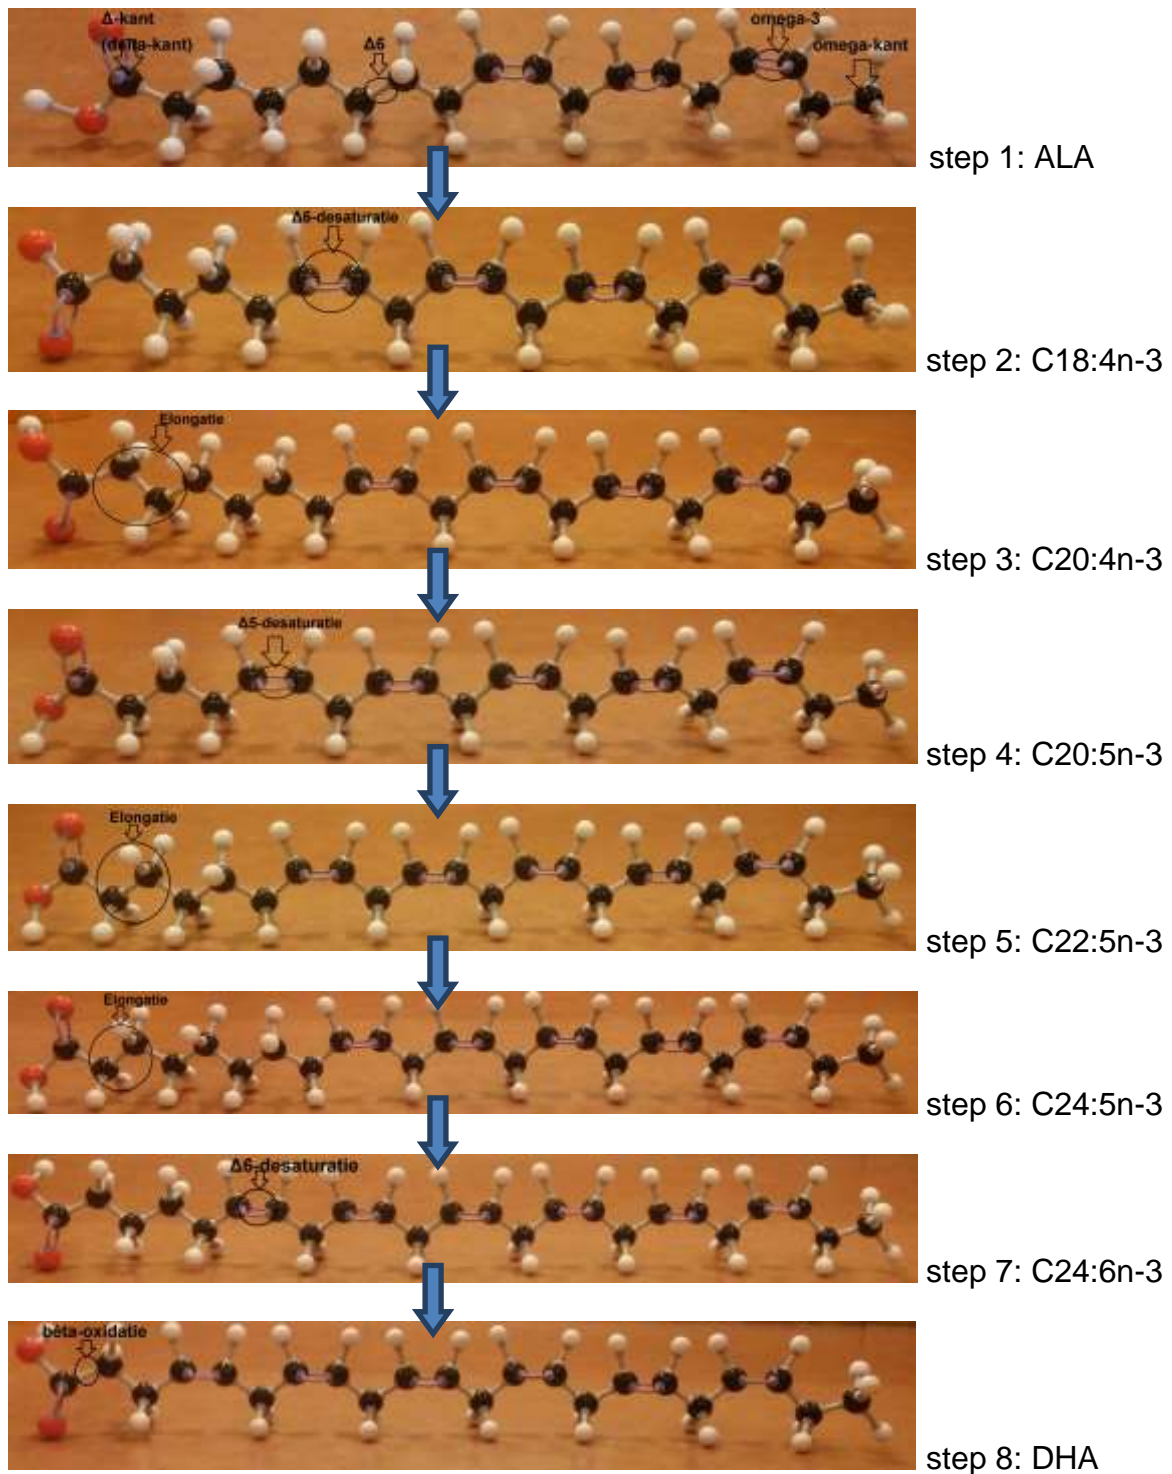 Δ-kant
(delta-kant)
Δ6
omega-3
omega-kant
step 1: ALA
Δ6-desaturatie
step 2: C18:4n-3
Elongatie
step 3: C20:4n-3
Δ5-desaturatie
step 4: C20:5n-3
Elongatie
step 5: C22:5n-3
Elongatie
step 6: C24:5n-3
Δ6-desaturatie
step 7: C24:6n-3
bèta-oxidatie
step 8: DHA